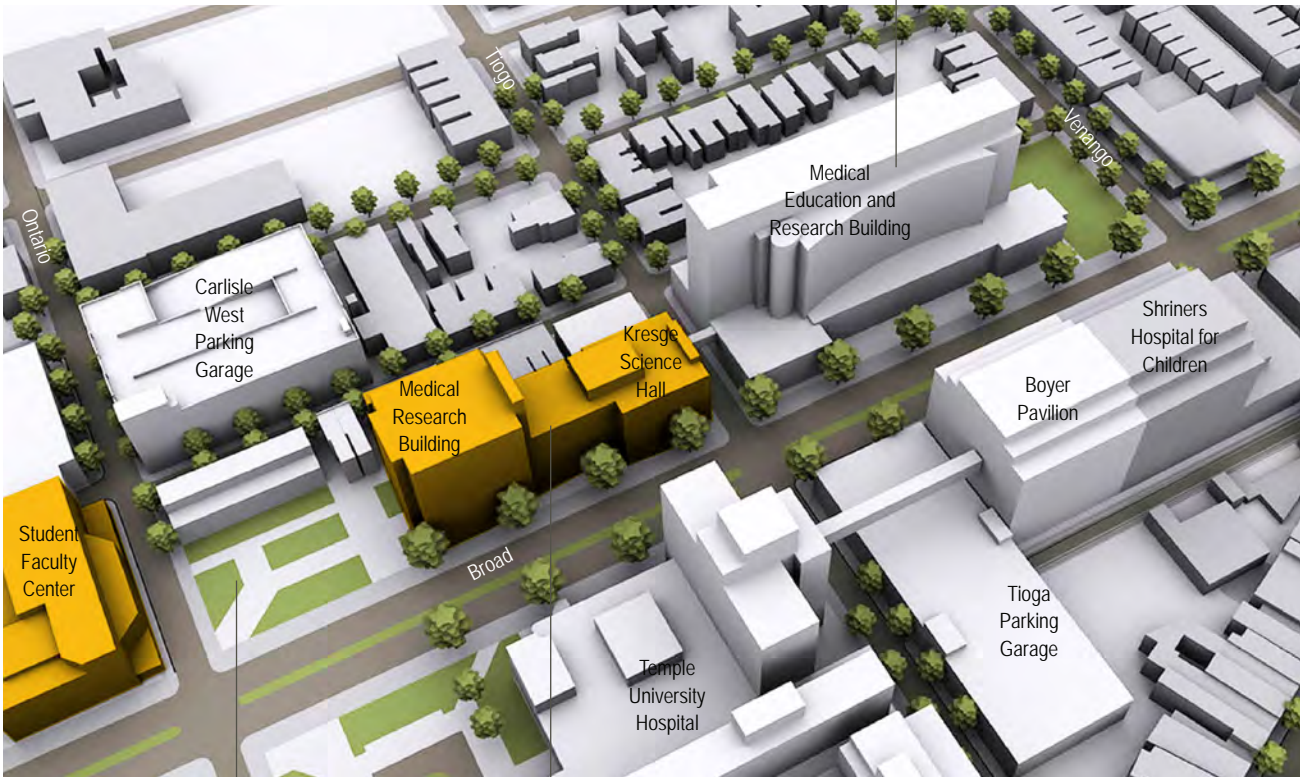 Tiogo
Venango
Ontario
Medical
Education and
Research Building
Carlisle
West
Parking
Garage
Kresge
Science
Hall
Medical
Research
Building
Shriners
Hospital for
Children
Boyer
Pavilion
Student
Faculty
Center
Broad
Tioga
Parking
Garage
Temple
University
Hospital